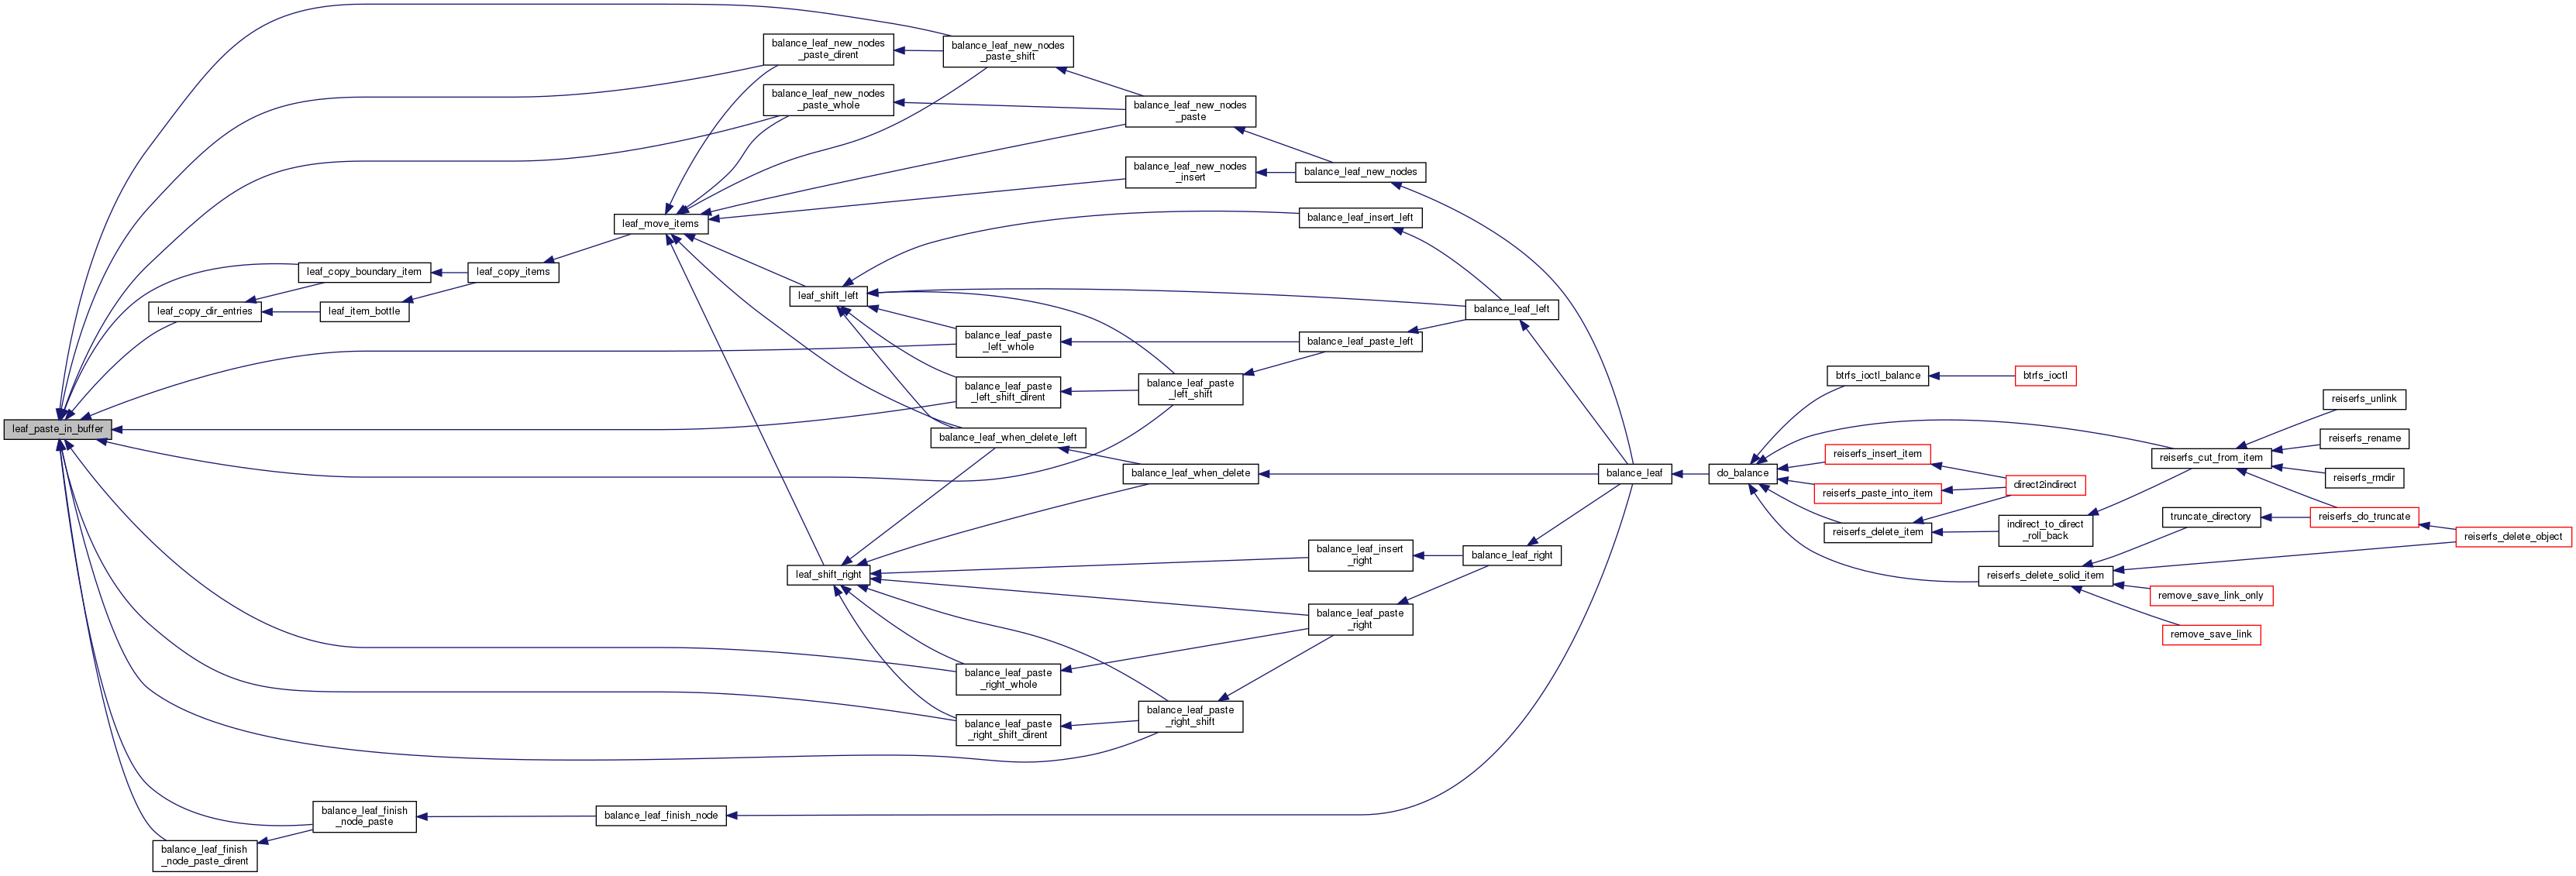 leaf_paste_in_buffer
balance_leaf_new_nodes
_paste_dirent
balance_leaf_new_nodes
_paste_shift
balance_leaf_new_nodes
_paste_whole
balance_leaf_new_nodes
_paste
balance_leaf_new_nodes
_insert
balance_leaf_new_nodes
leaf_move_items
balance_leaf_insert_left
leaf_copy_boundary_item
leaf_copy_items
leaf_copy_dir_entries
leaf_item_bottle
leaf_shift_left
balance_leaf_left
balance_leaf_paste
_left_whole
balance_leaf_paste_left
balance_leaf_paste
_left_shift_dirent
balance_leaf_paste
_left_shift
balance_leaf_when_delete_left
balance_leaf_when_delete
balance_leaf
do_balance
btrfs_ioctl_balance
btrfs_ioctl
reiserfs_insert_item
reiserfs_paste_into_item
direct2indirect
reiserfs_delete_item
indirect_to_direct
_roll_back
reiserfs_cut_from_item
reiserfs_unlink
reiserfs_rename
reiserfs_rmdir
truncate_directory
reiserfs_do_truncate
reiserfs_delete_object
reiserfs_delete_solid_item
remove_save_link_only
remove_save_link
leaf_shift_right
balance_leaf_insert
_right
balance_leaf_right
balance_leaf_paste
_right
balance_leaf_paste
_right_whole
balance_leaf_paste
_right_shift
balance_leaf_paste
_right_shift_dirent
balance_leaf_finish
_node_paste
balance_leaf_finish_node
balance_leaf_finish
_node_paste_dirent